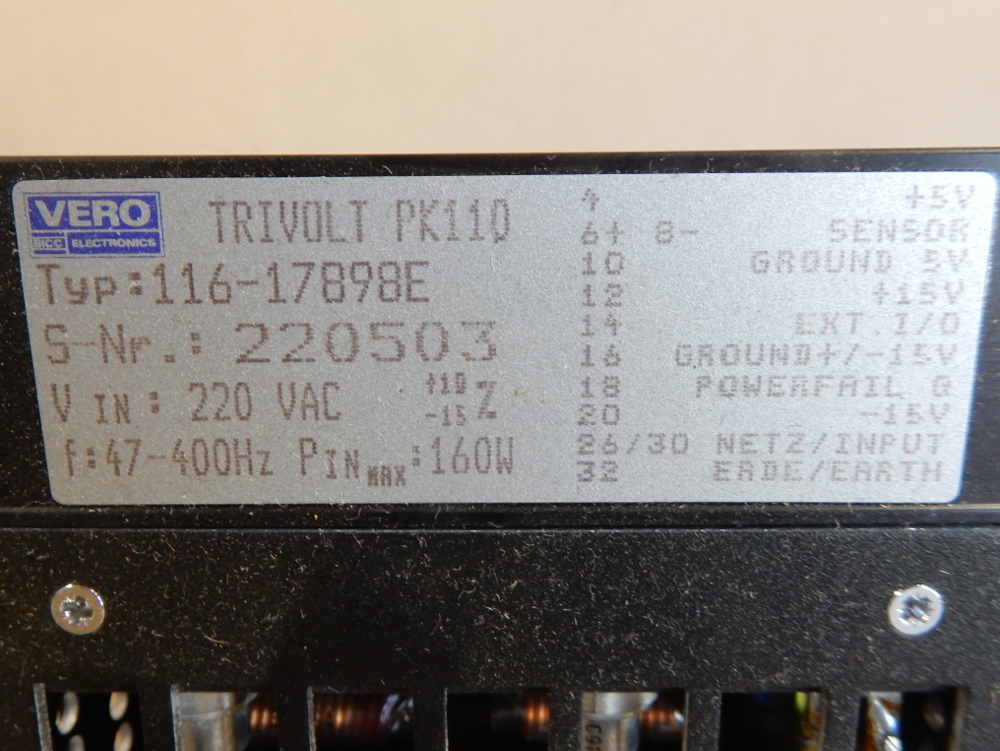 VERO
BICC ELECTRONICS
TRIVOLT PK110
Typ:116-17898E
S-Nr.: 220503
V IN: 220 VAC +10 -15 %
f:47-400Hz PIN MAX:160W
4 +5V
6+ 8- SENSOR
10 GROUND 5V
12 +15V
14 EXT.I/O
16 GROUND+/-15V
18 POWERFAIL Q
20 -15V
26/30 NETZ/INPUT
32 ERDE/EARTH